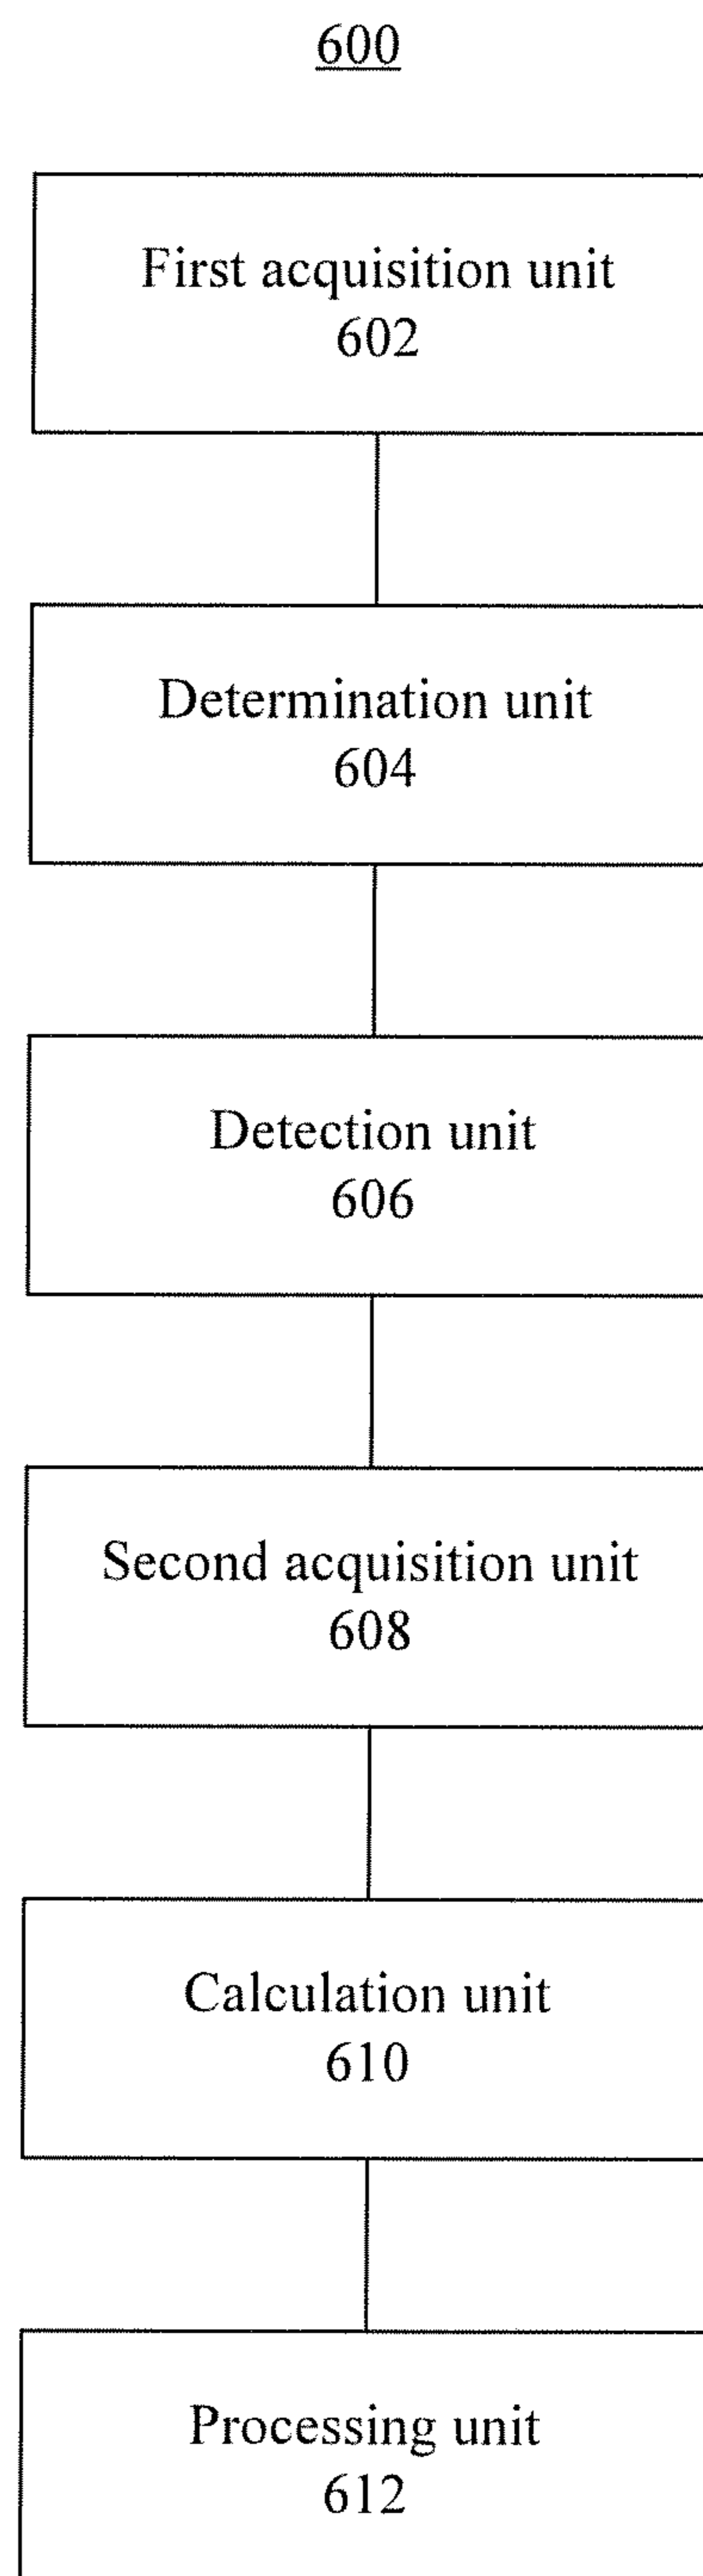 600
First acquisition unit
602
Determination unit
604
Detection unit
606
Second acquisition unit
608
Calculation unit
610
Processing unit
612